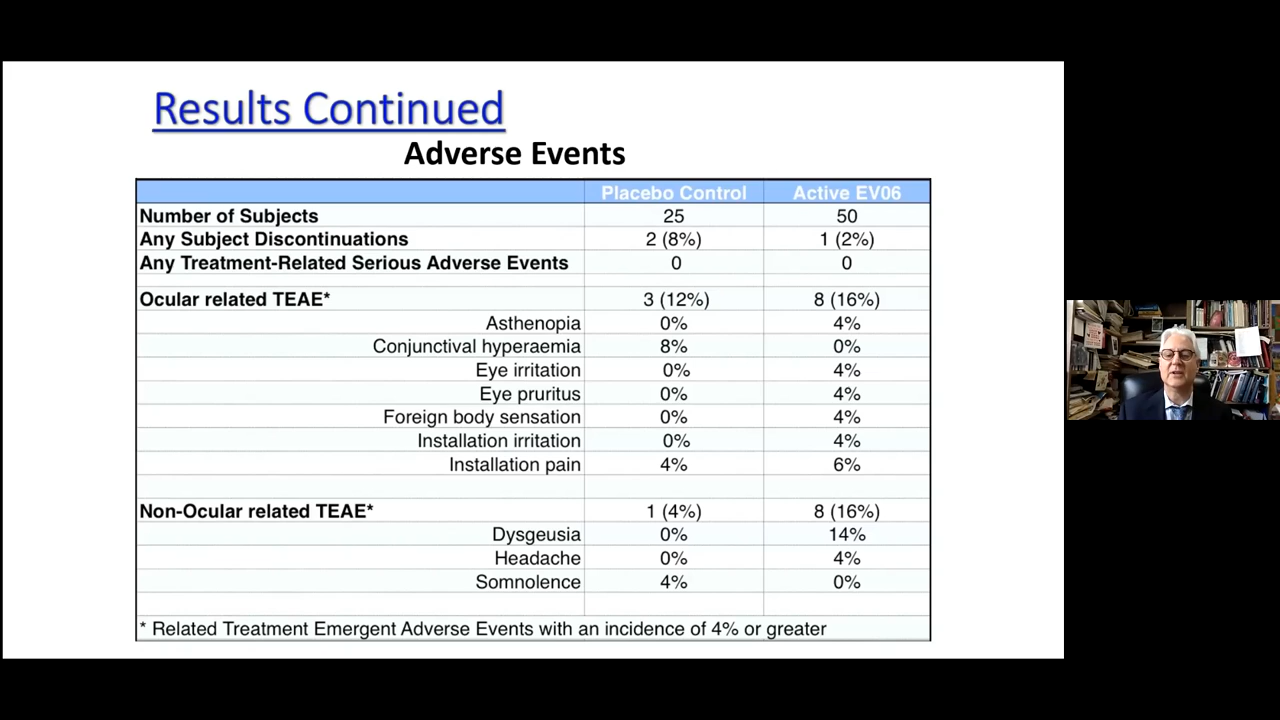 Results Continued
Adverse Events
Placebo Control Active EV06
Number of Subjects 25 50
Any Subject Discontinuations 2 (8%) 1 (2%)
Any Treatment-Related Serious Adverse Events 0 0
Ocular related TEAE* 3 (12%) 8 (16%)
Asthenopia 0% 4%
Conjunctival hyperaemia 8% 0%
Eye irritation 0% 4%
Eye pruritus 0% 4%
Foreign body sensation 0% 4%
Installation irritation 0% 4%
Installation pain 4% 6%
Non-Ocular related TEAE* 1 (4%) 8 (16%)
Dysgeusia 0% 14%
Headache 0% 4%
Somnolence 4% 0%
* Related Treatment Emergent Adverse Events with an incidence of 4% or greater